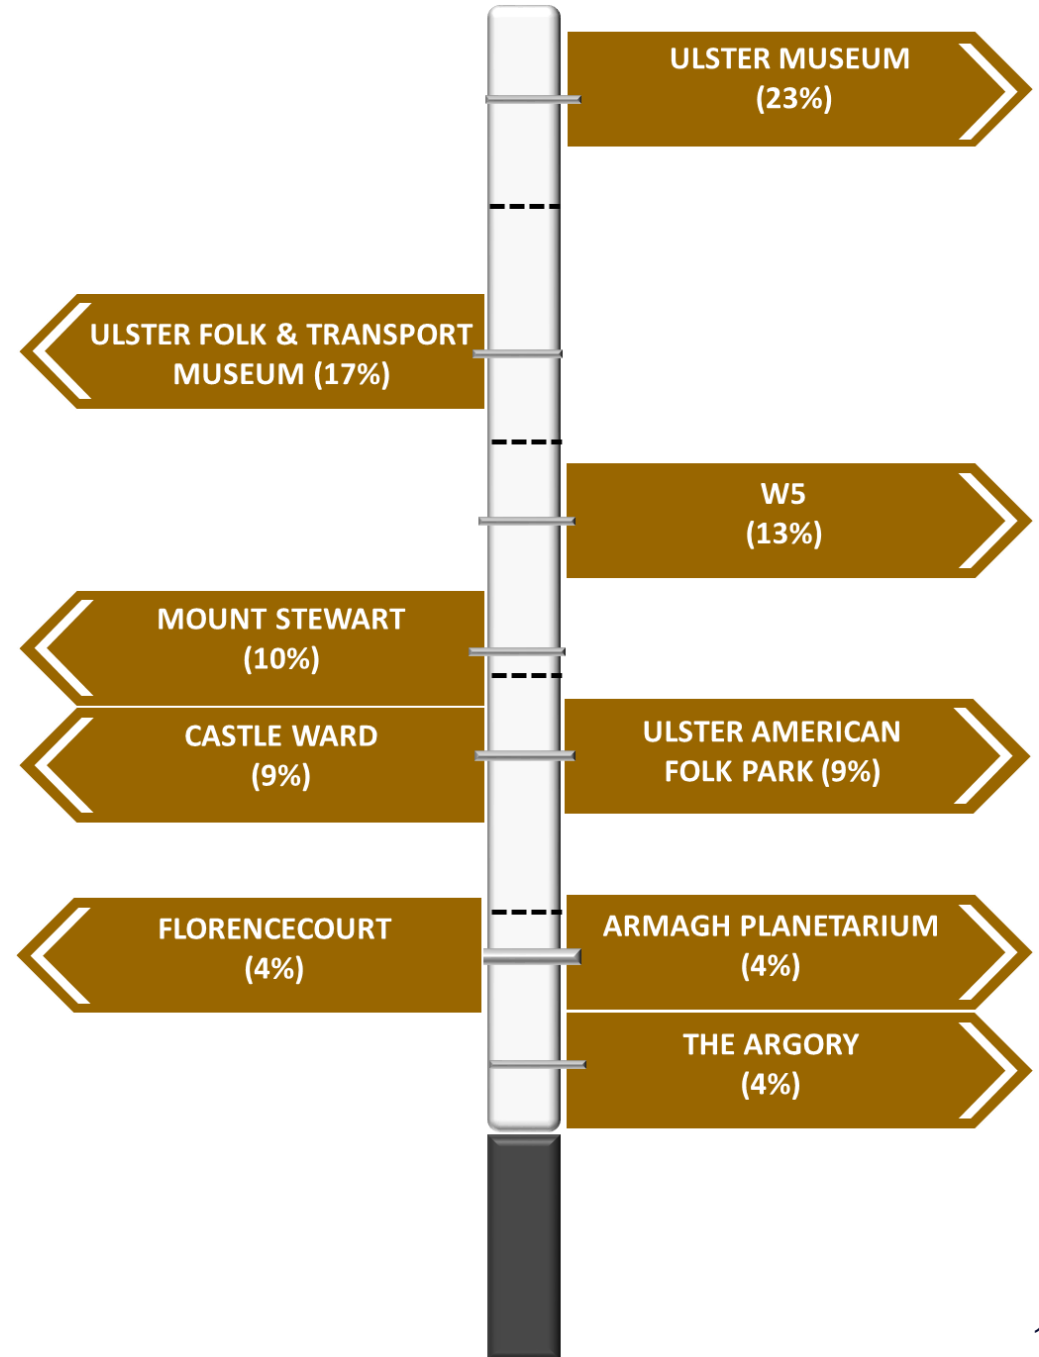 ULSTER MUSEUM
(23%)
ULSTER FOLK & TRANSPORT
MUSEUM (17%)
W5
(13%)
MOUNT STEWART
(10%)
CASTLE WARD
(9%)
ULSTER AMERICAN
FOLK PARK (9%)
FLORENCECOURT
(4%)
ARMAGH PLANETARIUM
(4%)
THE ARGORY
(4%)